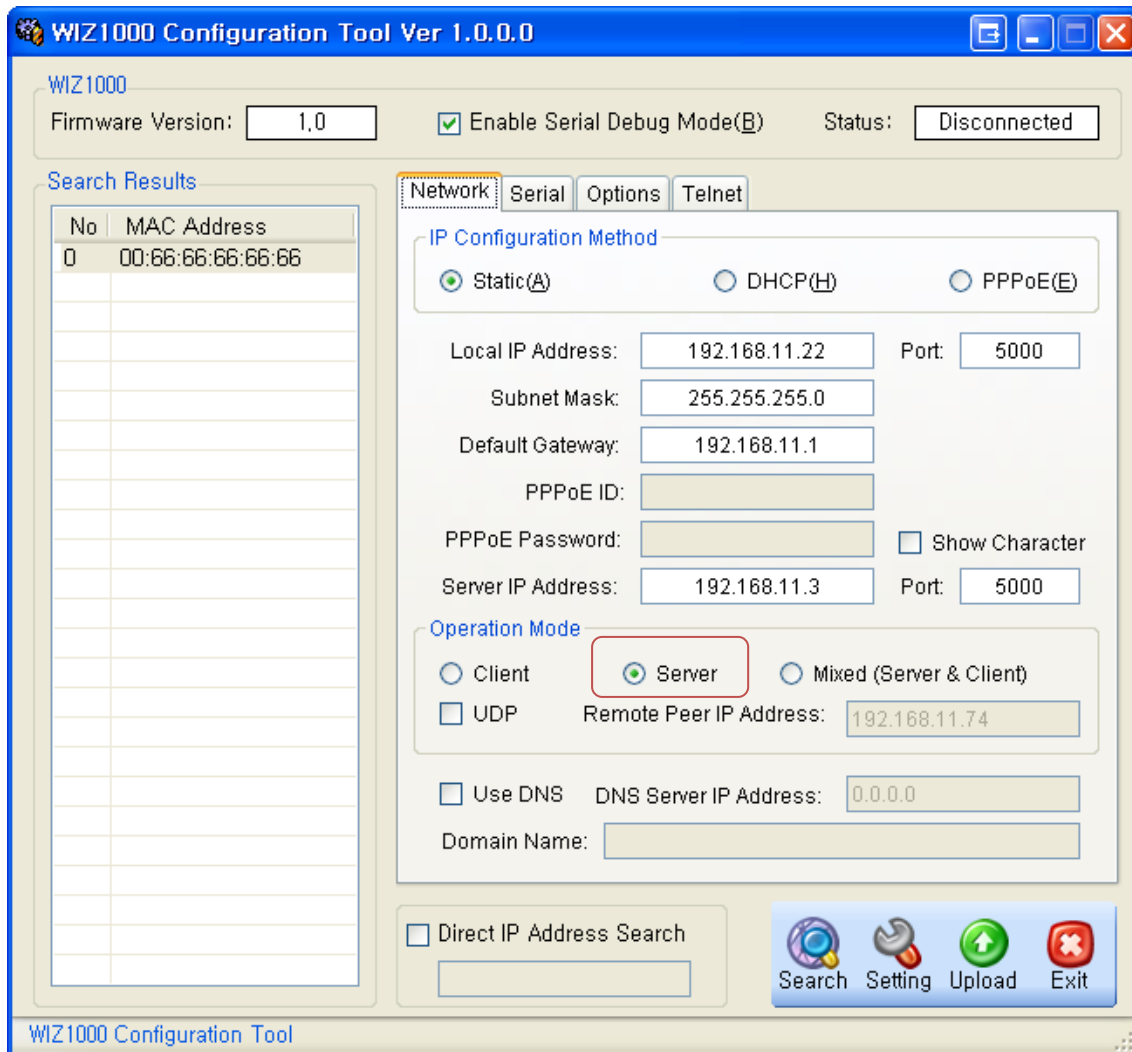 WIZ1000 Configuration Tool Ver 1.0.0.0
WIZ1000
Firmware Version: 1,0 Enable Serial Debug Mode(B) Status: Disconnected
Search Results
No MAC Address
0 00:66:66:66:66:66
Network Serial Options Telnet
IP Configuration Method
Static(A) DHCP(H) PPPoE(E)
Local IP Address: 192.168.11.22 Port: 5000
Subnet Mask: 255.255.255.0
Default Gateway: 192.168.11.1
PPPoE ID:
PPPoE Password: Show Character
Server IP Address: 192.168.11.3 Port: 5000
Operation Mode
Client Server Mixed (Server & Client)
UDP Remote Peer IP Address: 192.168.11.74
Use DNS DNS Server IP Address: 0.0.0.0
Domain Name:
Direct IP Address Search
Search Setting Upload Exit
WIZ1000 Configuration Tool